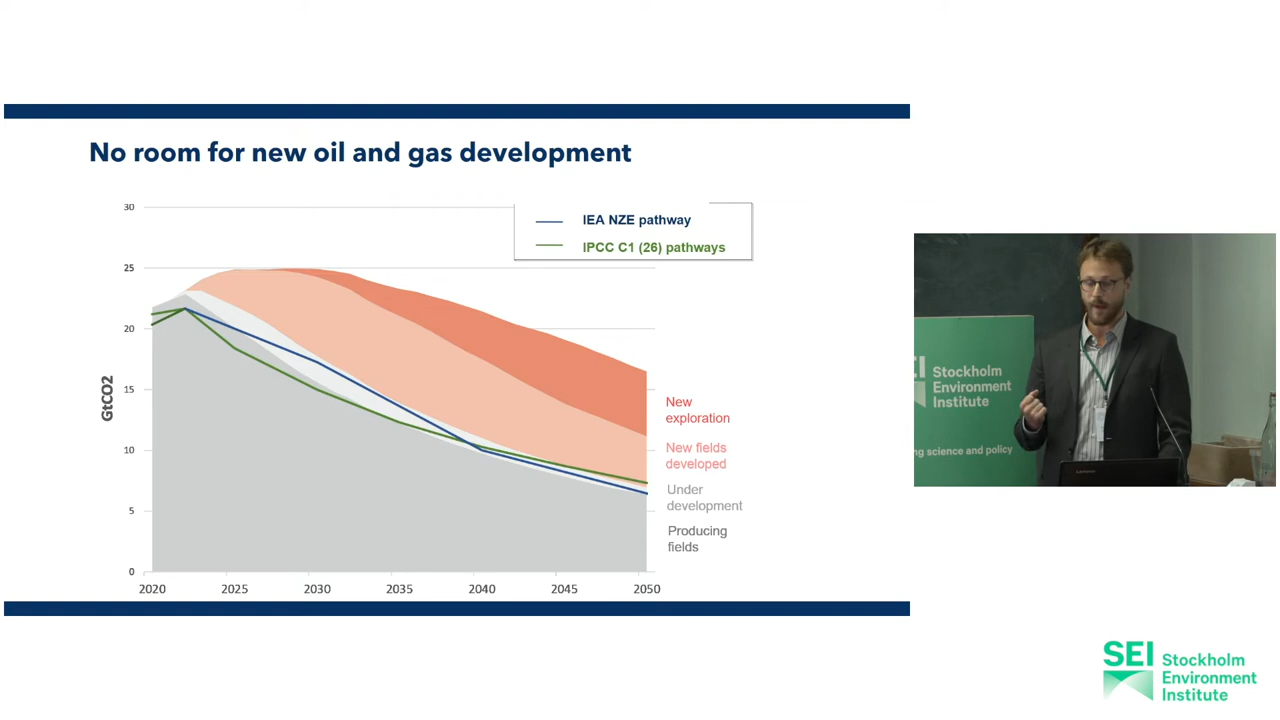 No room for new oil and gas development
IEA NZE pathway
IPCC C1 (26) pathways
GtCO2
30
25
20
15
10
5
0
2020
2025
2030
2035
2040
2045
2050
New
exploration
New fields
developed
Under
development
Producing
fields
EI
Stockholm
Environment
Institute
ng science and policy
Lenovo
SEI
Stockholm
Environment
Institute